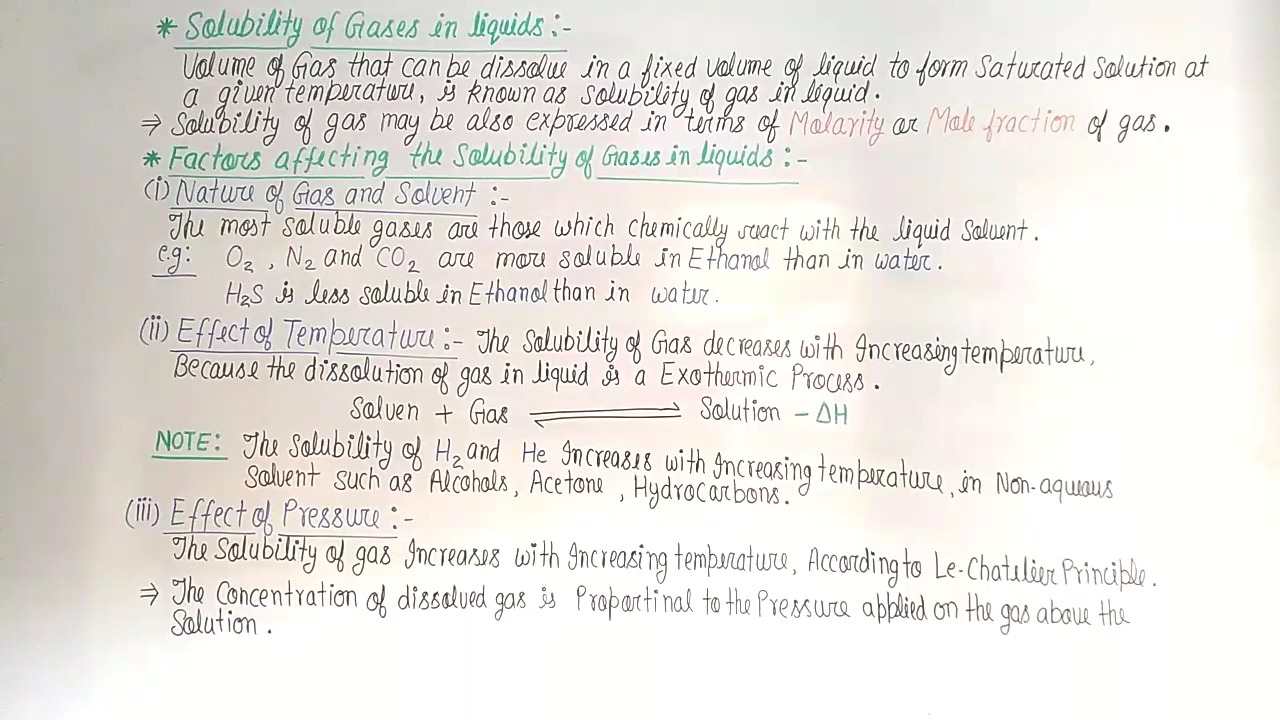 * Solubility of Gases in liquids :-
Volume of Gas that can be dissolve in a fixed volume of liquid to form Saturated Solution at
a given temperature, is known as solubility of gas in liquid.
⇒ Solubility of gas may be also expressed in terms of Molarity or Mole fraction of gas.
* Factors affecting the Solubility of Gases in liquids :-
(i) Nature of Gas and Solvent :-
The most soluble gases are those which chemically react with the liquid Solvent.
e.g: O₂, N₂ and CO₂ are more soluble in Ethanol than in water.
H₂S is less soluble in Ethanol than in water.
(ii) Effect of Temperature :- The Solubility of Gas decreases with Increasing temperature,
Because the dissolution of gas in liquid is a Exothermic Process.
Solven + Gas ⇌ Solution - ΔH
NOTE: The Solubility of H₂ and He Increases with Increasing temperature, in Non-aquous
Solvent such as Alcohols, Acetone, Hydrocarbons.
(iii) Effect of Pressure :-
The Solubility of gas Increases with Increasing temperature, According to Le-Chatelier Principle.
⇒ The Concentration of dissolved gas is Proportinal to the Pressure applied on the gas above the
Solution.